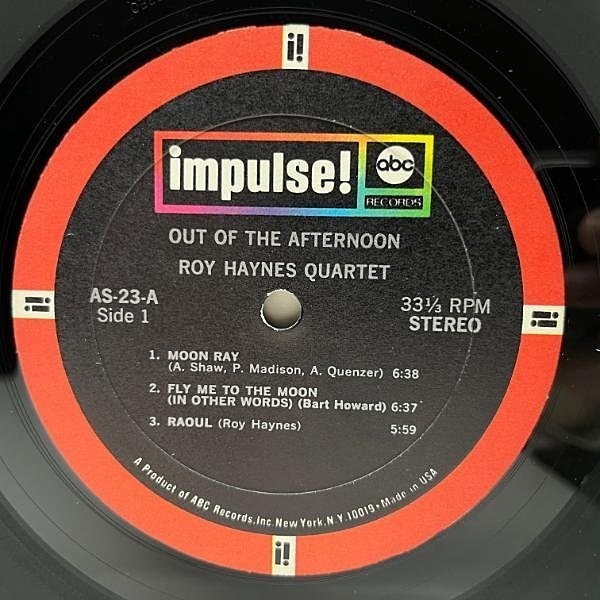 i!
impulse!
abc
RECORDS
OUT OF THE AFTERNOON
ROY HAYNES QUARTET
AS-23-A
Side 1
33⅓ RPM
STEREO
i!
i!
1. MOON RAY
(A. Shaw, P. Madison, A. Quenzer) 6:38
2. FLY ME TO THE MOON
(IN OTHER WORDS) (Bart Howard) 6:37
3. RAOUL (Roy Haynes) 5:59
A Product of ABC Records, Inc. New York, N.Y. 10019 • Made in USA
i!